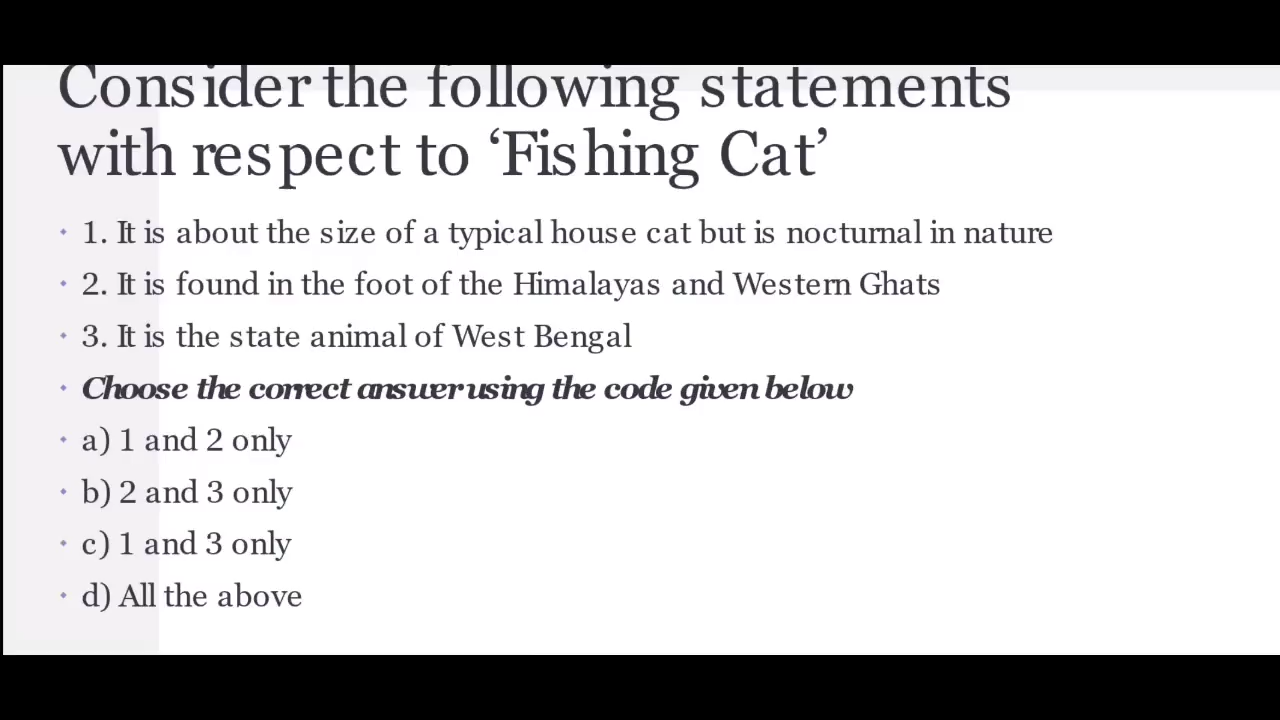 Consider the following statements
with respect to ‘Fishing Cat’
1. It is about the size of a typical house cat but is nocturnal in nature
2. It is found in the foot of the Himalayas and Western Ghats
3. It is the state animal of West Bengal
Choose the correct answer using the code given below
a) 1 and 2 only
b) 2 and 3 only
c) 1 and 3 only
d) All the above